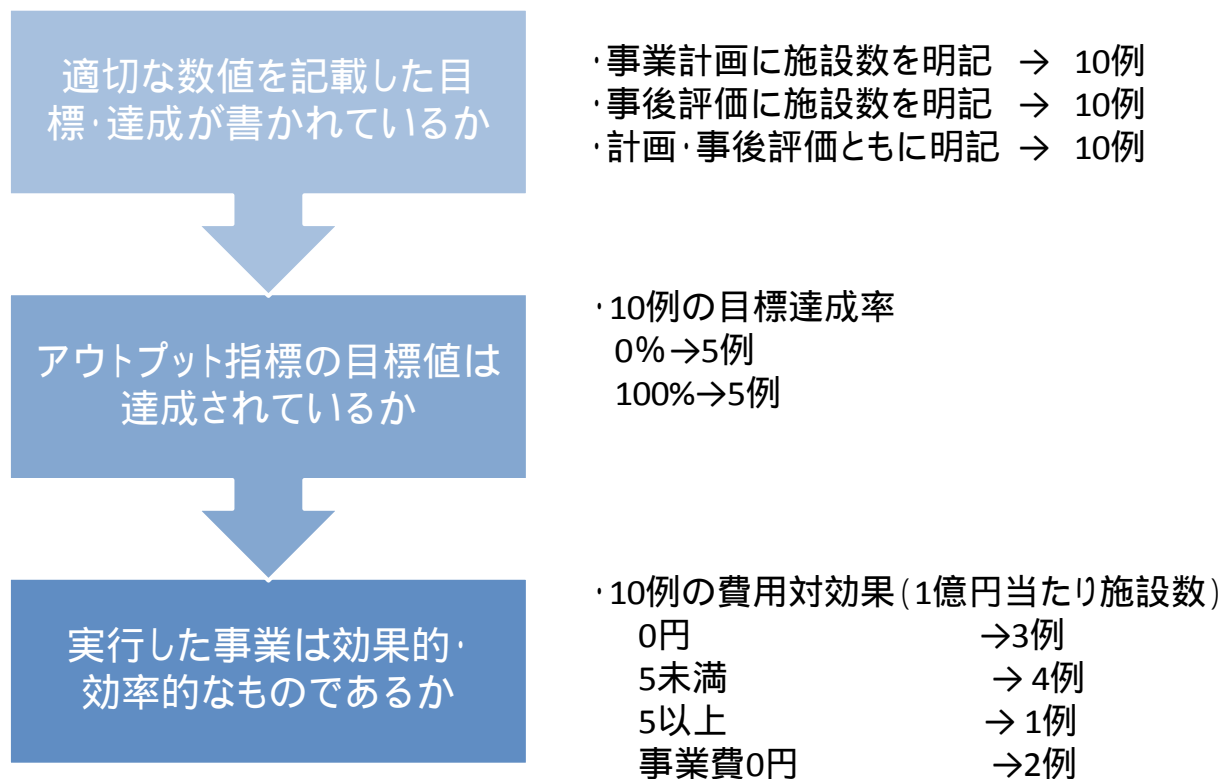 適切な数値を記載した目
標・達成が書かれているか
・事業計画に施設数を明記 → 10例
・事後評価に施設数を明記 → 10例
・計画・事後評価ともに明記 → 10例
アウトプット指標の目標値は
達成されているか
・10例の目標達成率
0%→5例
100%→5例
実行した事業は効果的・
効率的なものであるか
・10例の費用対効果(1億円当たり施設数)
0円 →3例
5未満 → 4例
5以上 → 1例
事業費0円 →2例